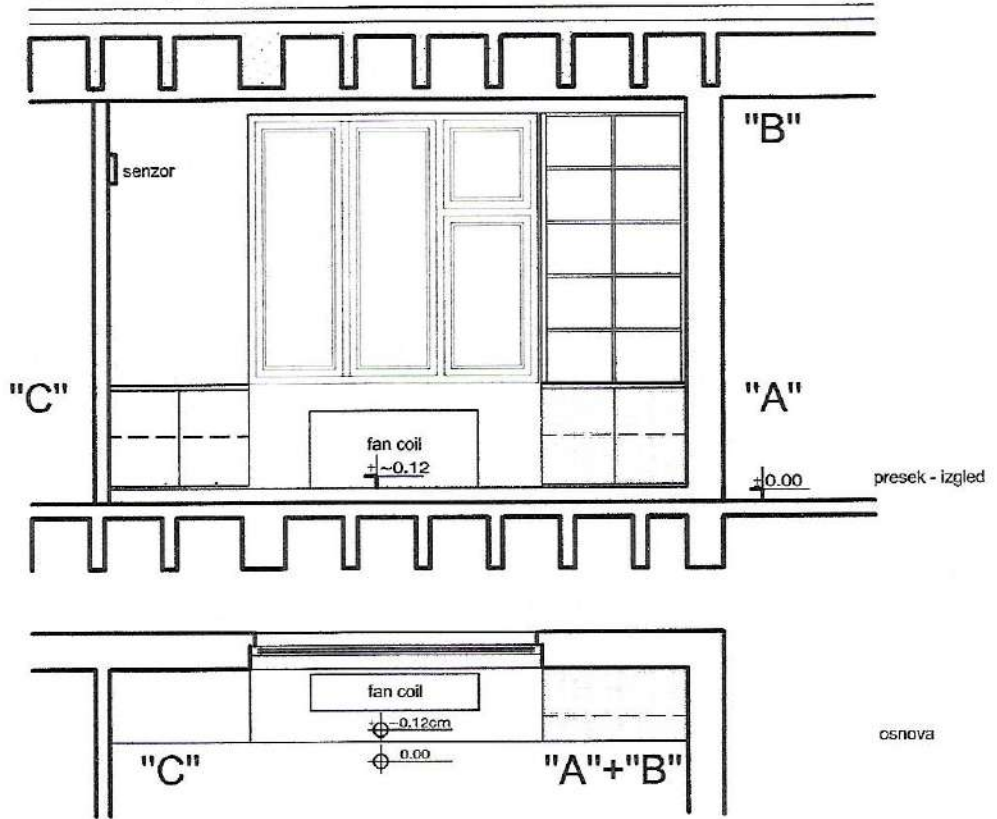 "B"
senzor
"C"
"A"
fan coil
±~0.12
±0.00
presek - izgled
fan coil
±~0.12cm
0.00
osnova
"C"
"A"+"B"